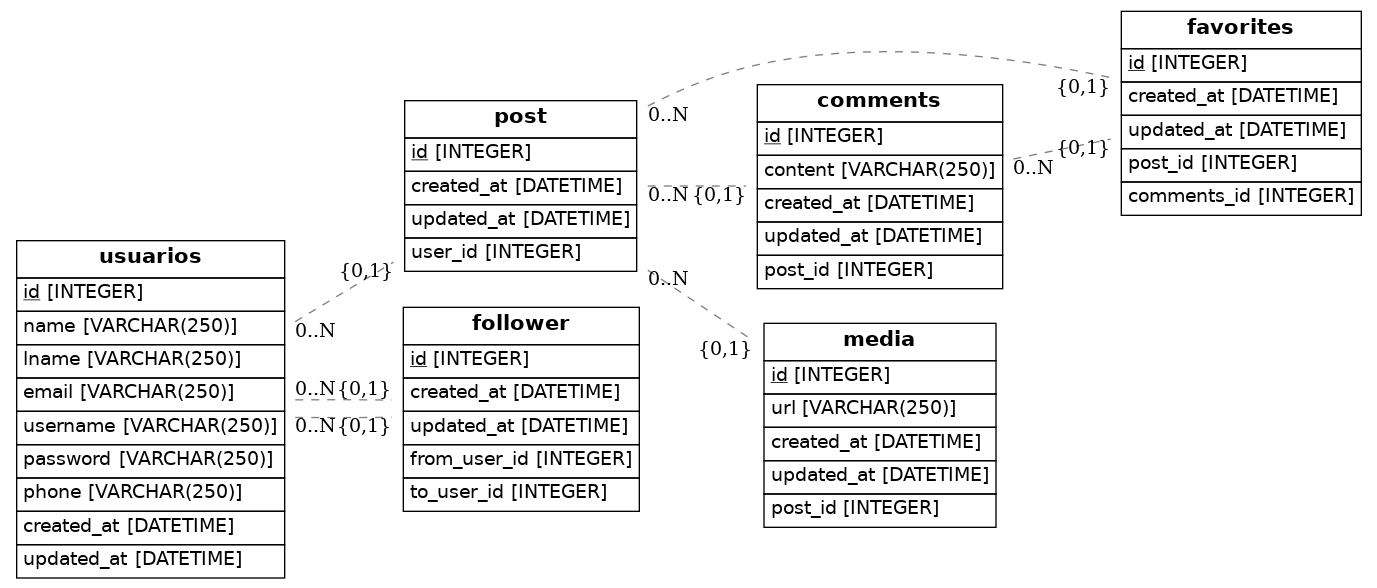 usuarios
id [INTEGER]
name [VARCHAR(250)]
lname [VARCHAR(250)]
email [VARCHAR(250)]
username [VARCHAR(250)]
password [VARCHAR(250)]
phone [VARCHAR(250)]
created_at [DATETIME]
updated_at [DATETIME]
{0,1}
0..N
0..N {0,1}
0..N {0,1}
post
id [INTEGER]
created_at [DATETIME]
updated_at [DATETIME]
user_id [INTEGER]
follower
id [INTEGER]
created_at [DATETIME]
updated_at [DATETIME]
from_user_id [INTEGER]
to_user_id [INTEGER]
0..N
{0,1}
0..N {0,1}
0..N
{0,1}
comments
id [INTEGER]
content [VARCHAR(250)]
created_at [DATETIME]
updated_at [DATETIME]
post_id [INTEGER]
media
id [INTEGER]
url [VARCHAR(250)]
created_at [DATETIME]
updated_at [DATETIME]
post_id [INTEGER]
0..N
{0,1}
favorites
id [INTEGER]
created_at [DATETIME]
updated_at [DATETIME]
post_id [INTEGER]
comments_id [INTEGER]